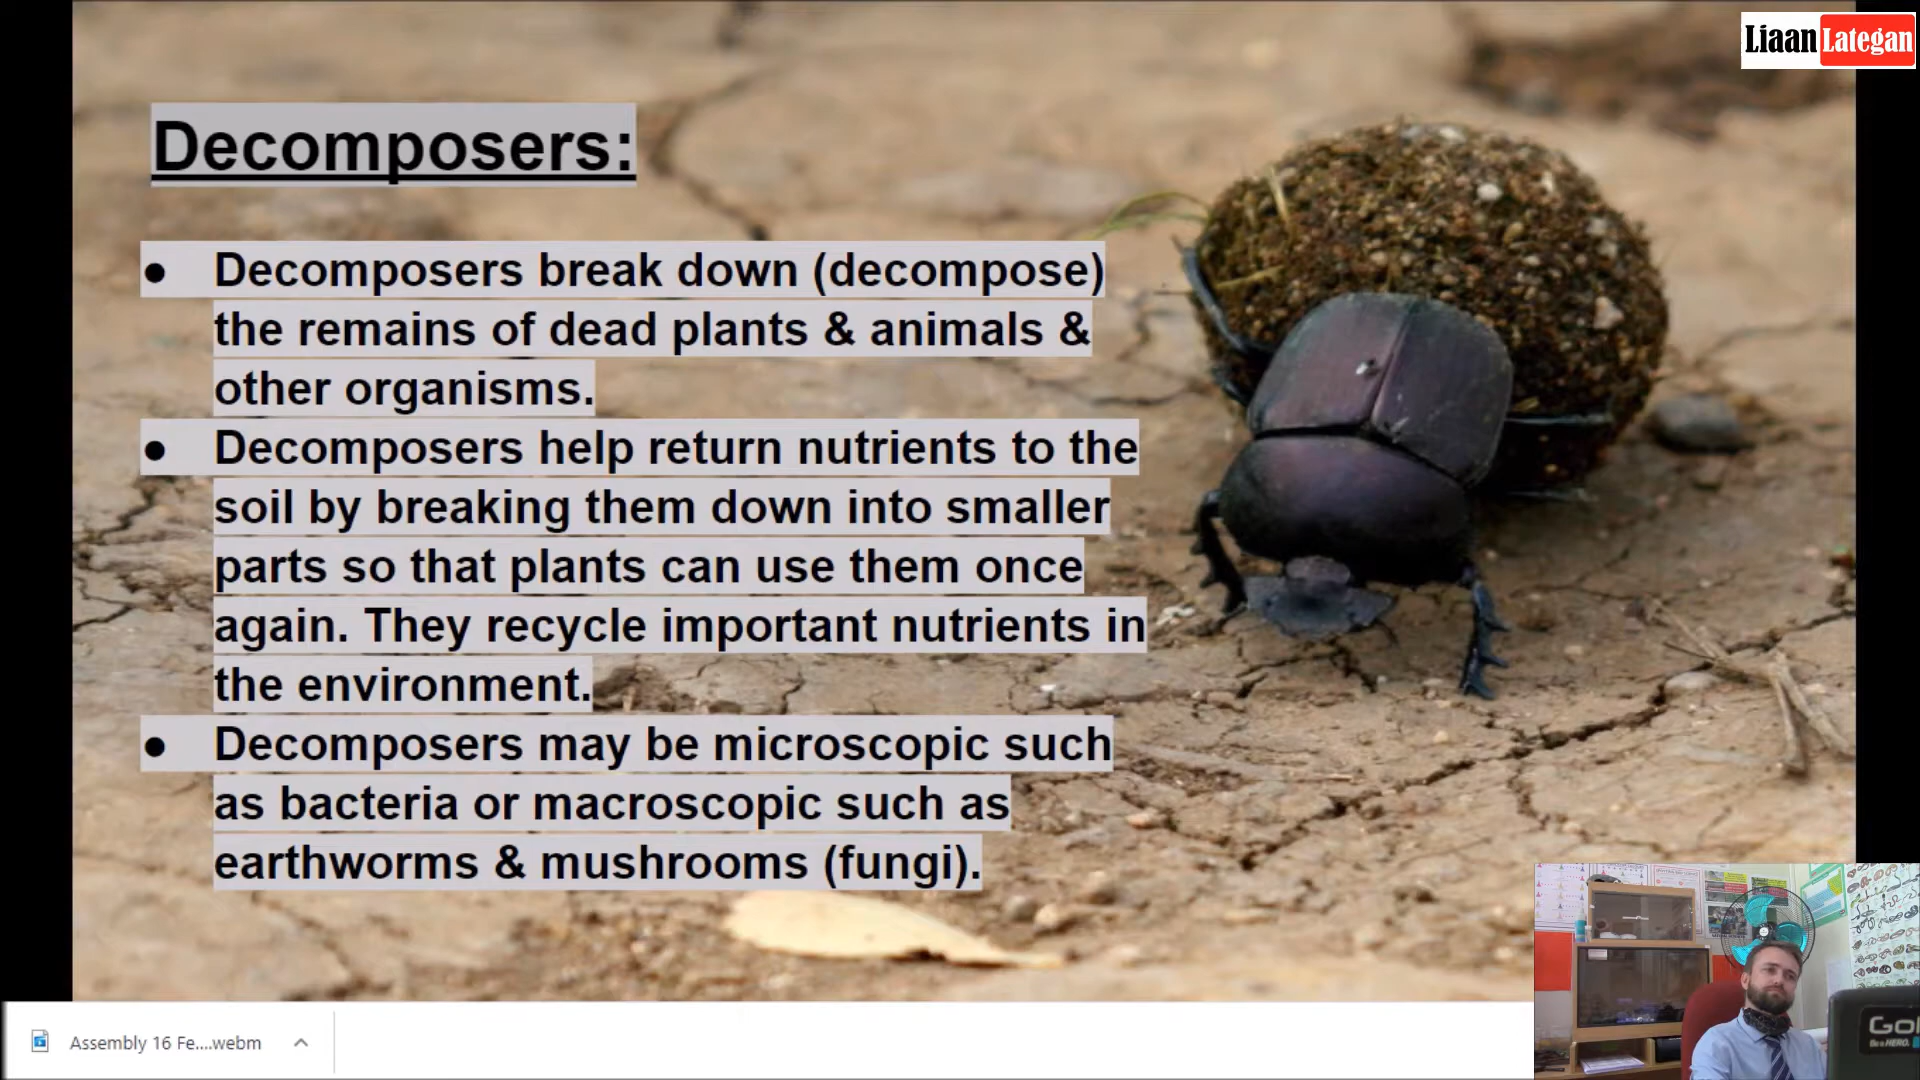 Liaan Lategan
Decomposers:
● Decomposers break down (decompose)
the remains of dead plants & animals &
other organisms.
● Decomposers help return nutrients to the
soil by breaking them down into smaller
parts so that plants can use them once
again. They recycle important nutrients in
the environment.
● Decomposers may be microscopic such
as bacteria or macroscopic such as
earthworms & mushrooms (fungi).
Assembly 16 Fe....webm